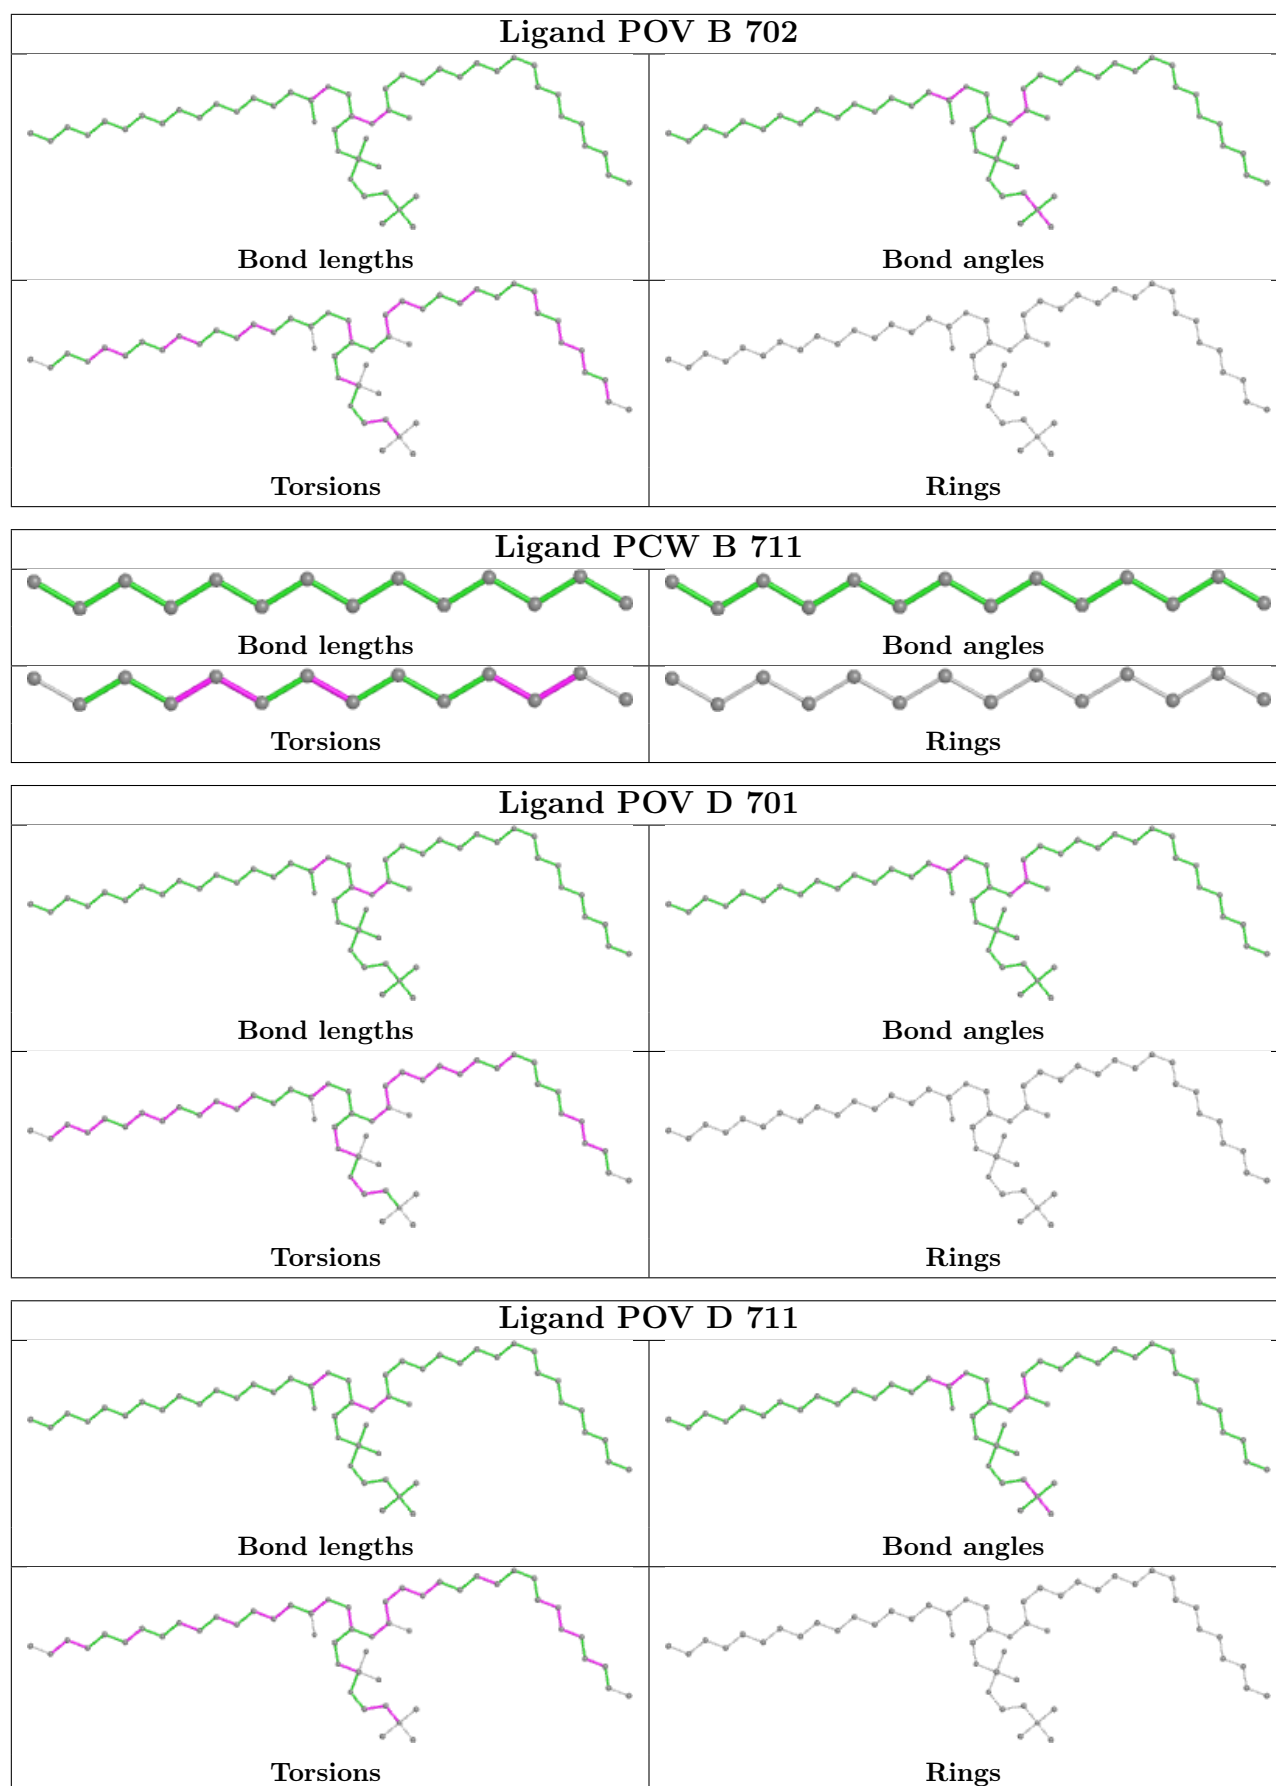 Ligand POV B 702
Bond lengths
Bond angles
Torsions
Rings
Ligand PCW B 711
Bond lengths
Bond angles
Torsions
Rings
Ligand POV D 701
Bond lengths
Bond angles
Torsions
Rings
Ligand POV D 711
Bond lengths
Bond angles
Torsions
Rings